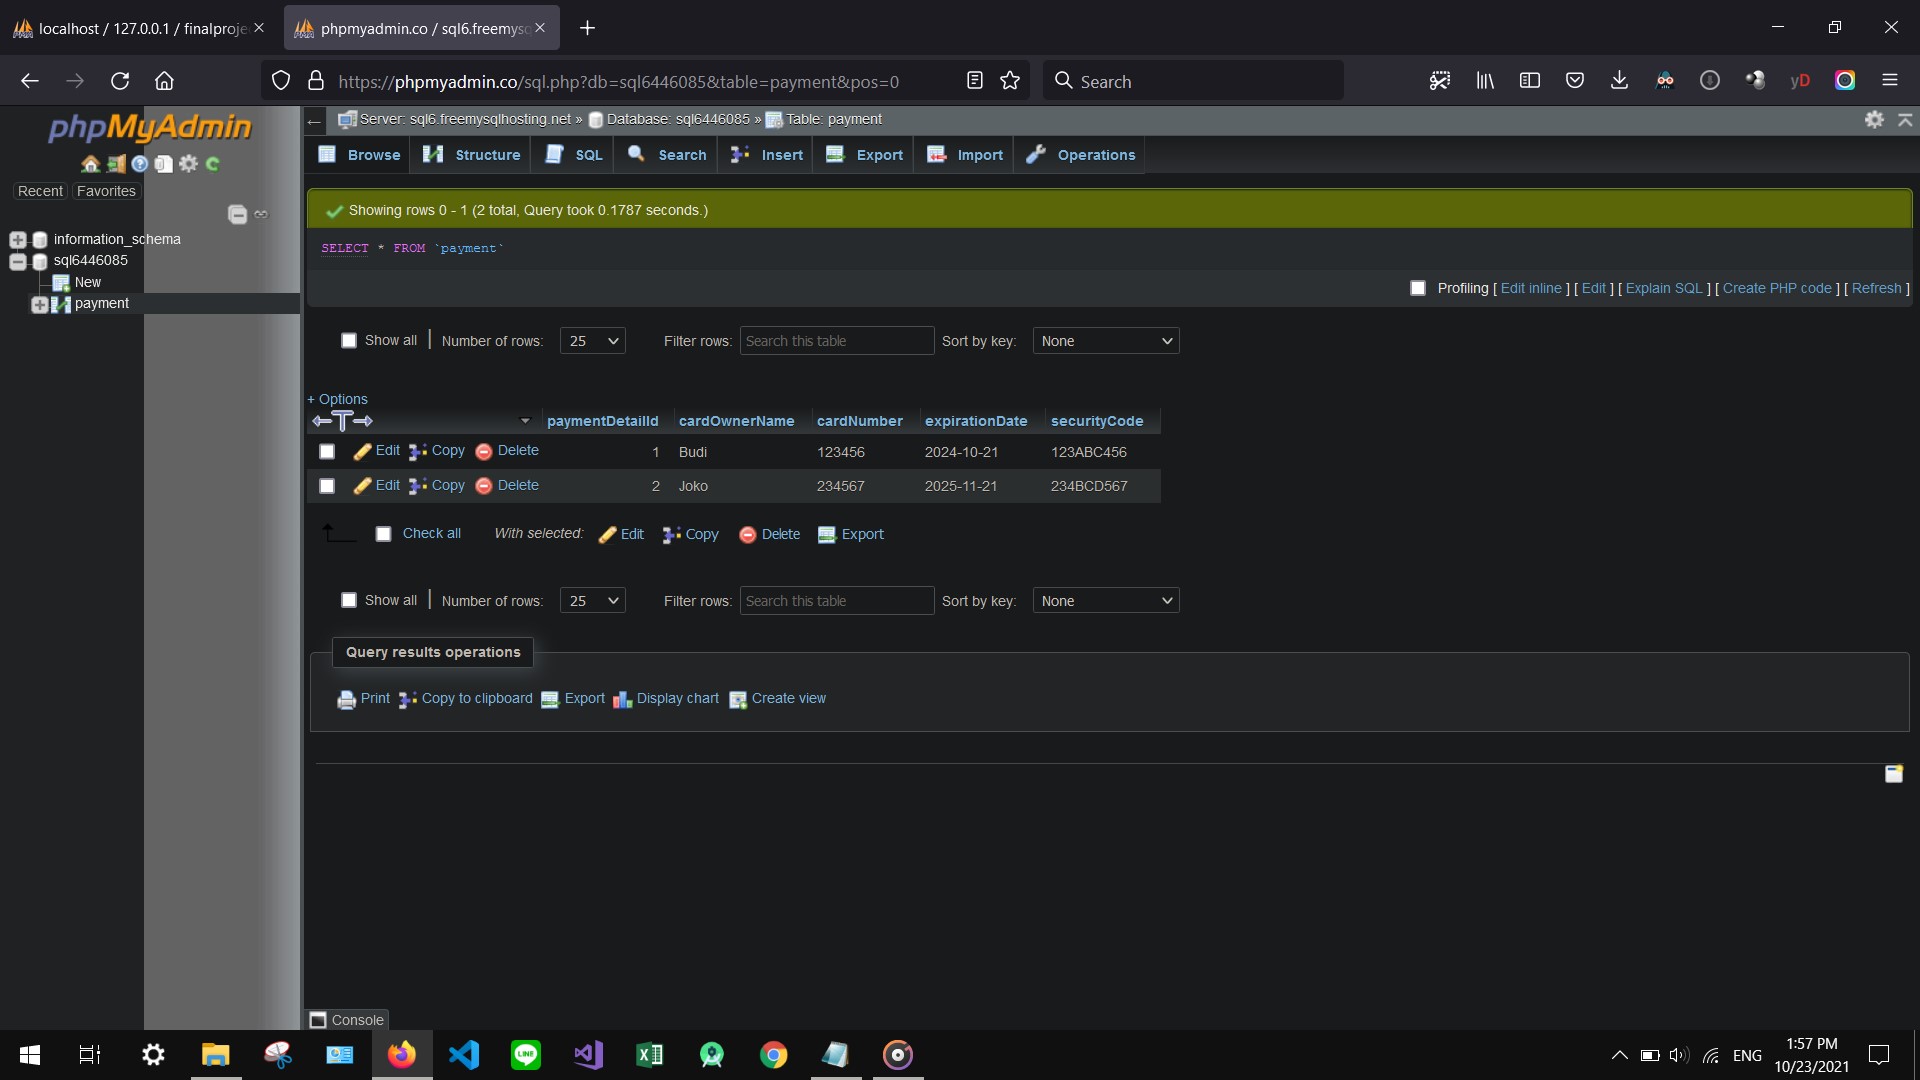 localhost / 127.0.0.1 / finalproje
phpmyadmin.co / sql6.freemysq
https://phpmyadmin.co/sql.php?db=sql6446085&table=payment&pos=0
Search
yD
phpMyAdmin
Recent Favorites
information_schema
sql6446085
New
payment
Server: sql6.freemysqlhosting.net » Database: sql6446085 » Table: payment
Browse Structure SQL Search Insert Export Import Operations
Showing rows 0 - 1 (2 total, Query took 0.1787 seconds.)
SELECT * FROM `payment`
Profiling [ Edit inline ] [ Edit ] [ Explain SQL ] [ Create PHP code ] [ Refresh ]
Show all | Number of rows: 25 Filter rows: Search this table Sort by key: None
+ Options
←T→ paymentDetailId cardOwnerName cardNumber expirationDate securityCode
Edit Copy Delete 1 Budi 123456 2024-10-21 123ABC456
Edit Copy Delete 2 Joko 234567 2025-11-21 234BCD567
Check all With selected: Edit Copy Delete Export
Show all | Number of rows: 25 Filter rows: Search this table Sort by key: None
Query results operations
Print Copy to clipboard Export Display chart Create view
Console
LINE
ENG
1:57 PM
10/23/2021